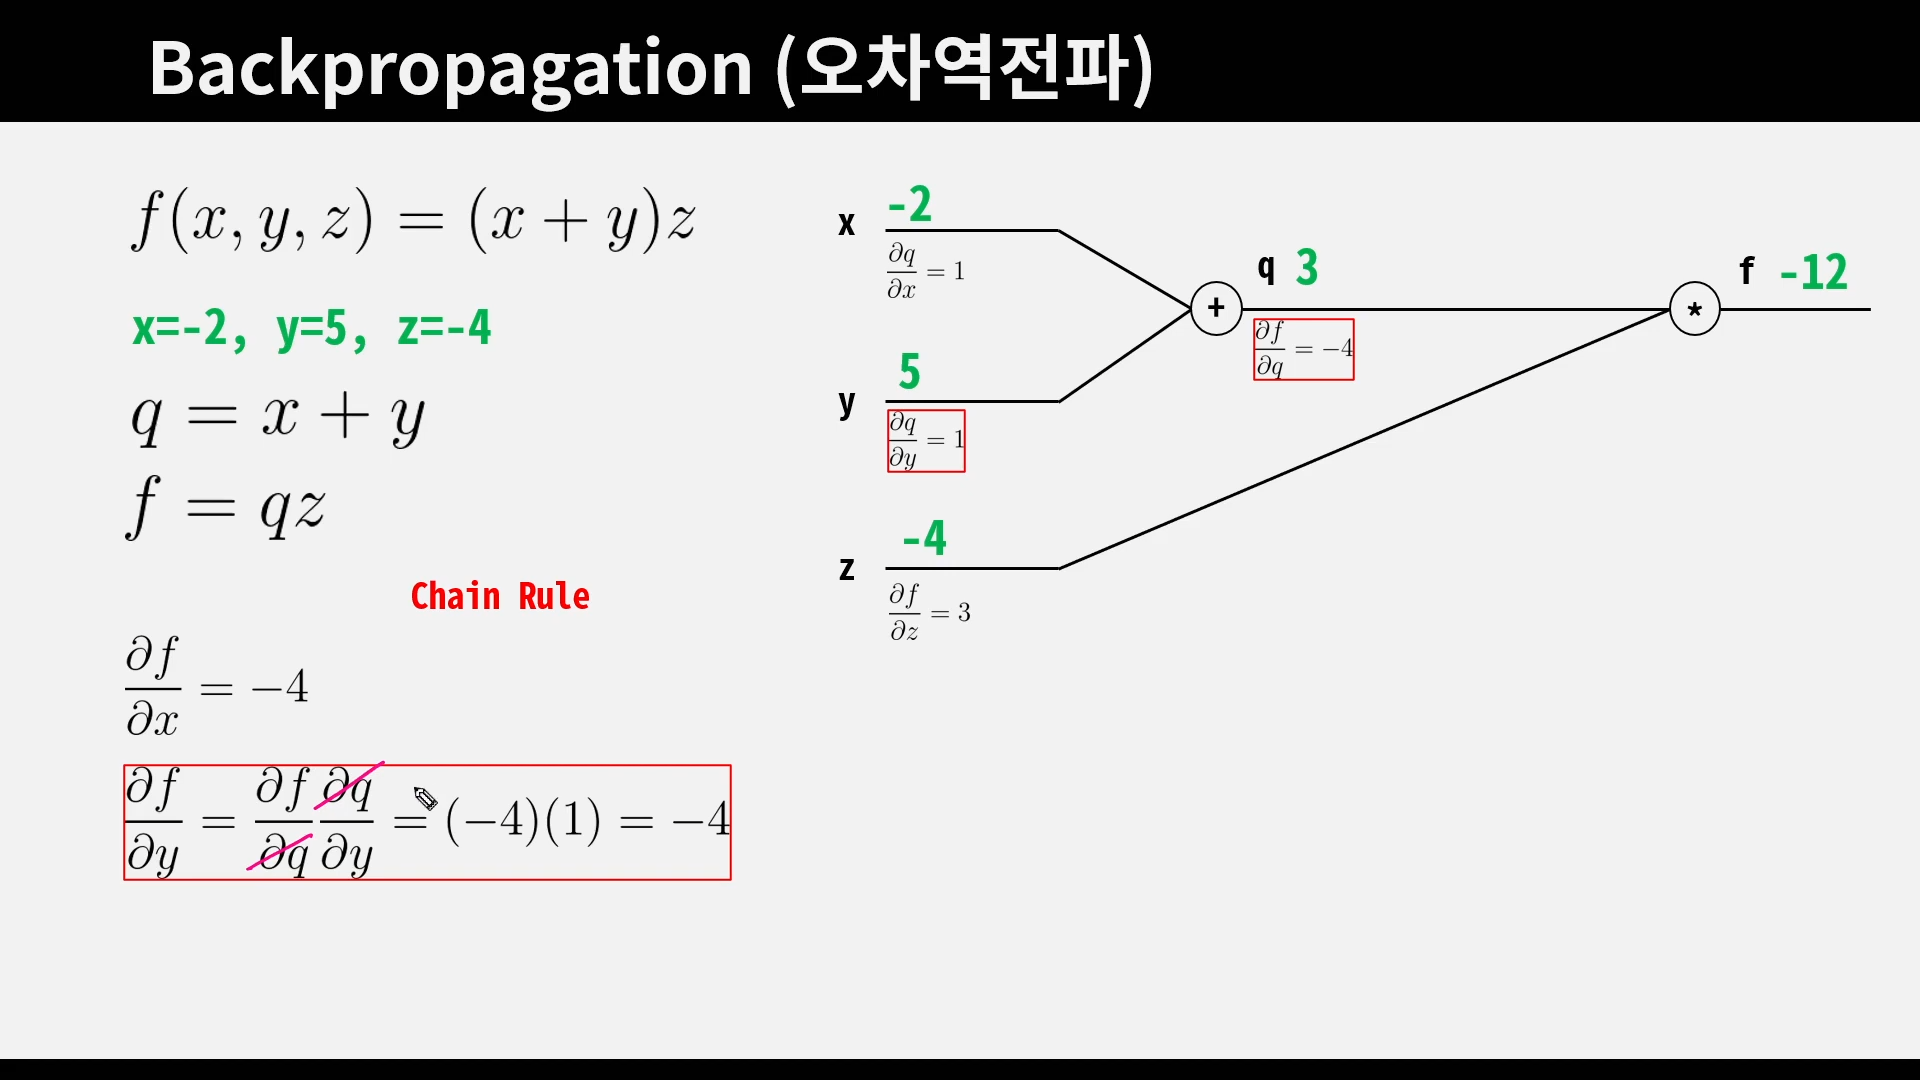 Backpropagation (오차역전파)
f(x, y, z) = (x + y)z
x=-2, y=5, z=-4
q = x + y
f = qz
Chain Rule
∂f/∂x = −4
∂f/∂y = ∂f/∂q ∂q/∂y = (−4)(1) = −4
x -2
∂q/∂x = 1
y 5
∂q/∂y = 1
z -4
∂f/∂z = 3
+
q 3
∂f/∂q = −4
*
f -12